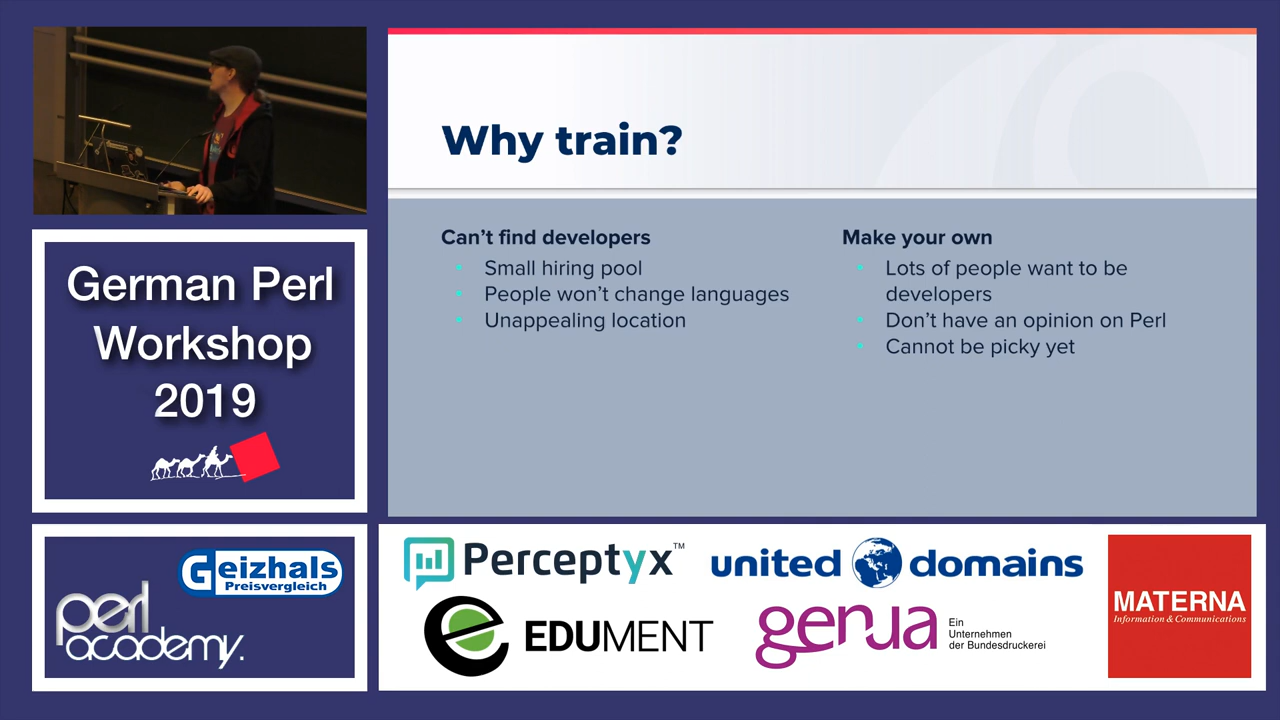 Why train?
Can't find developers
Small hiring pool
People won't change languages
Unappealing location
Make your own
Lots of people want to be
developers
Don't have an opinion on Perl
Cannot be picky yet
German Perl
Workshop
2019
Geizhals
Preisvergleich
perl
academy.
Perceptyx™
united domains
EDUMENT
genua
Ein
Unternehmen
der Bundesdruckerei
MATERNA
Information & Communications